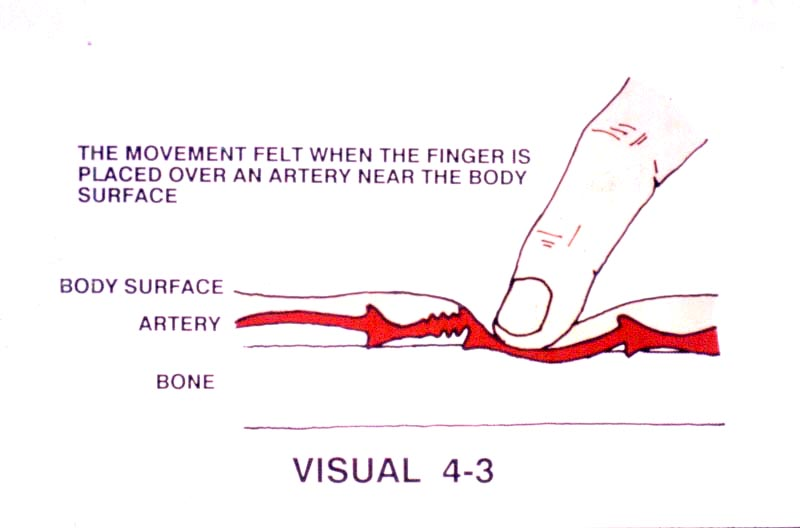 THE MOVEMENT FELT WHEN THE FINGER IS
PLACED OVER AN ARTERY NEAR THE BODY
SURFACE
BODY SURFACE
ARTERY
BONE
VISUAL 4-3